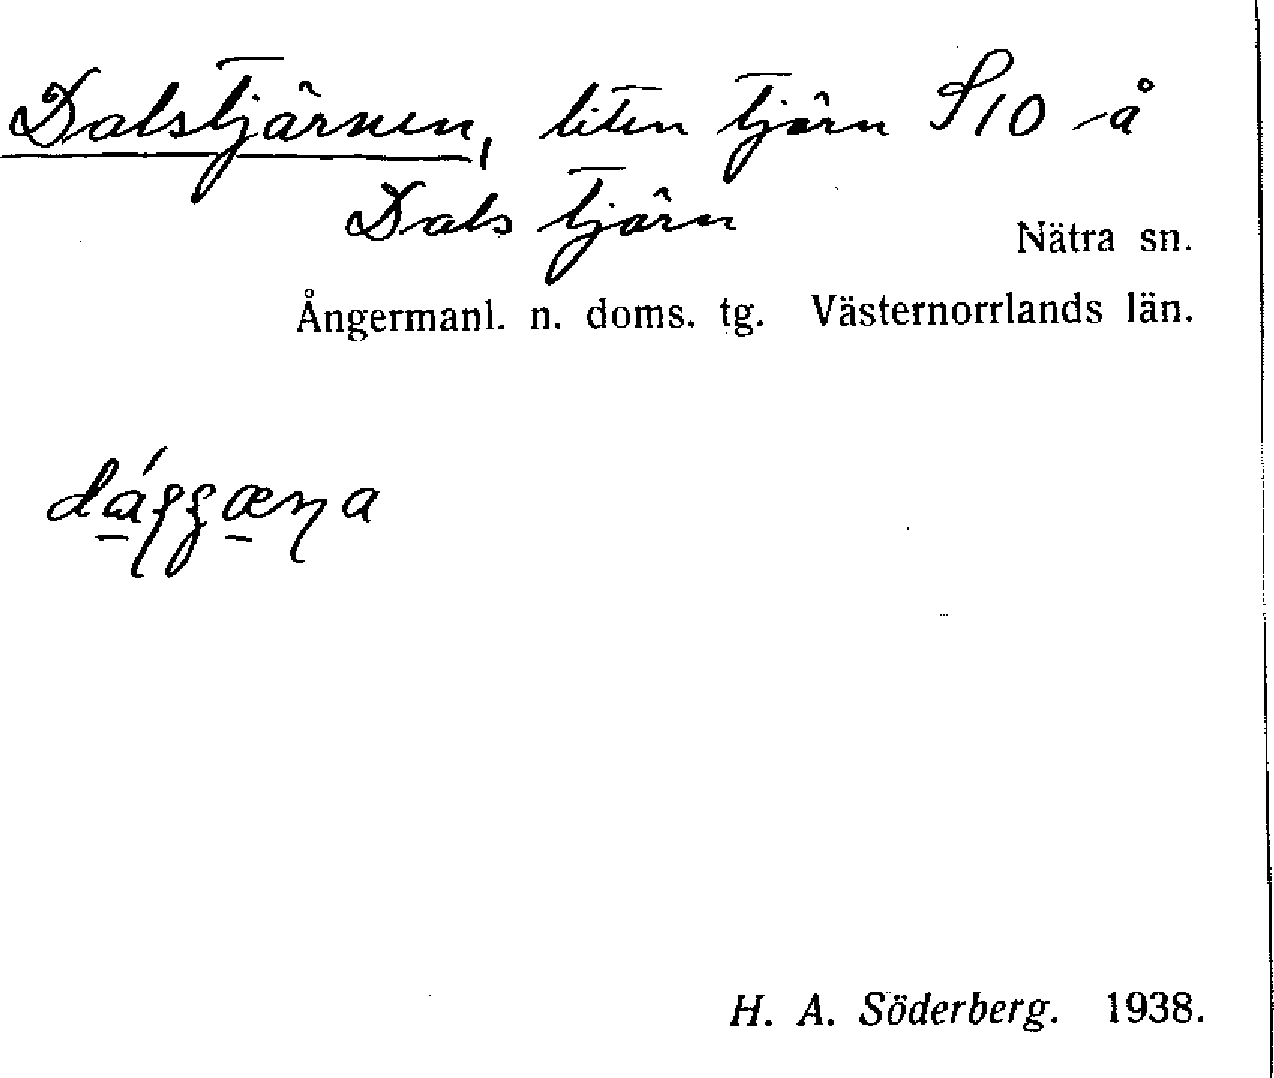 Dalstjärnen, liten tjärn S10 å
Dals tjärn
Nätra sn.
Ångermanl. n. doms. tg. Västernorrlands län.
H. A. Söderberg. 1938.